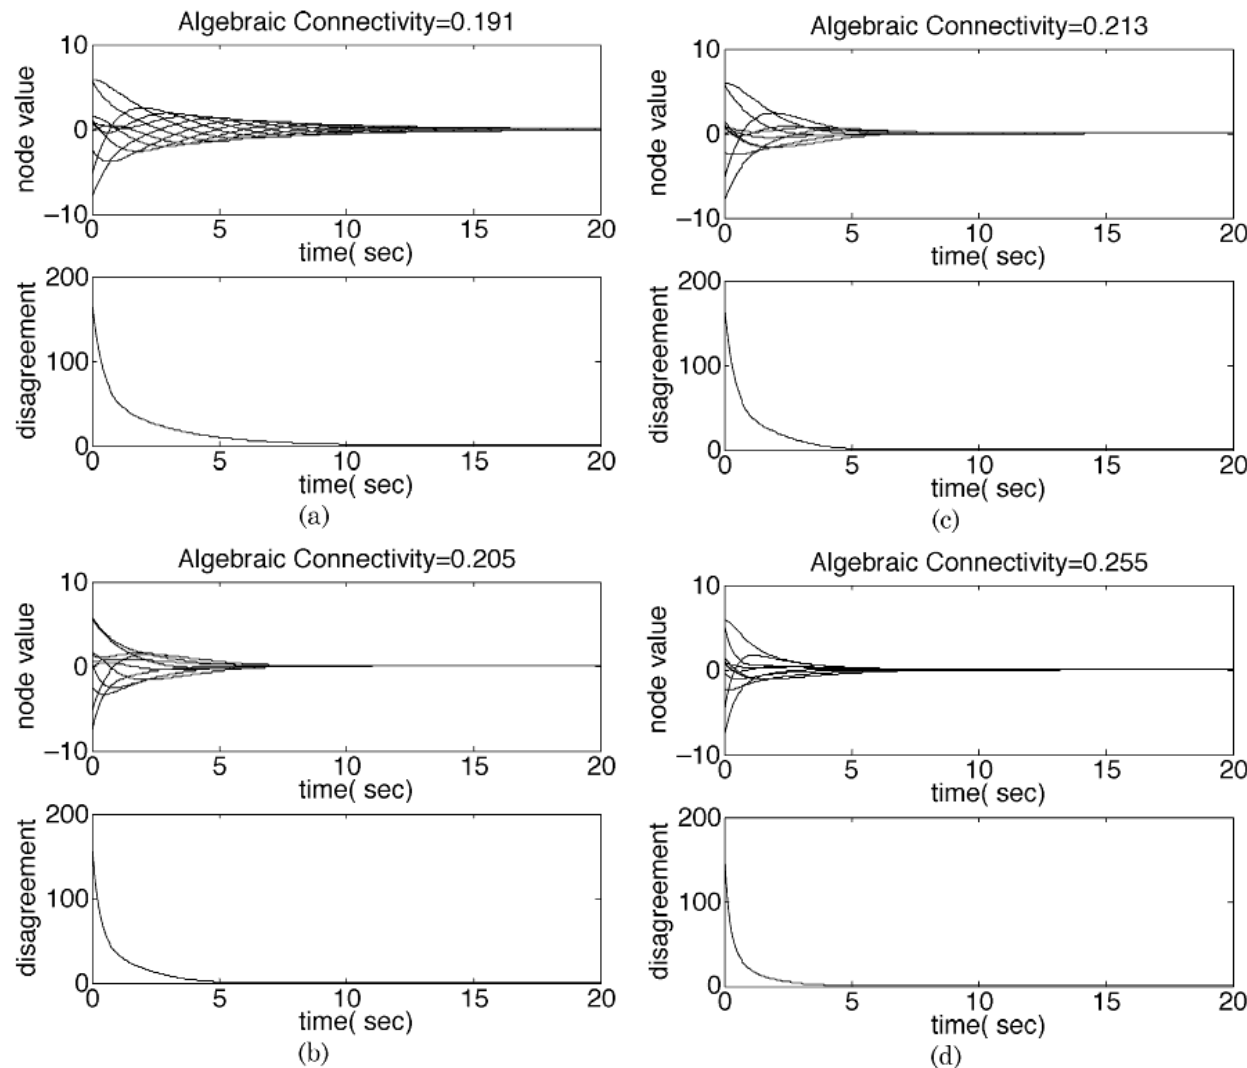 Algebraic Connectivity=0.191
10
0
−10
node value
0 5 10 15 20
time( sec)
200
100
0
disagreement
0 5 10 15 20
time( sec)
(a)
Algebraic Connectivity=0.213
10
0
−10
node value
0 5 10 15 20
time( sec)
200
100
0
disagreement
0 5 10 15 20
time( sec)
(c)
Algebraic Connectivity=0.205
10
0
−10
node value
0 5 10 15 20
time( sec)
200
100
0
disagreement
0 5 10 15 20
time( sec)
(b)
Algebraic Connectivity=0.255
10
0
−10
node value
0 5 10 15 20
time( sec)
200
100
0
disagreement
0 5 10 15 20
time( sec)
(d)